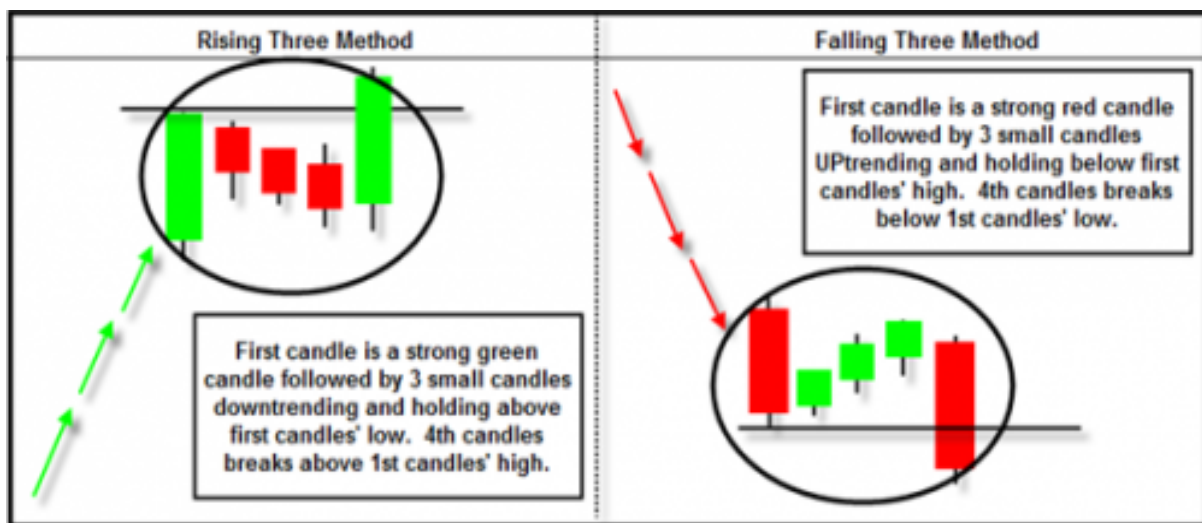 Rising Three Method
First candle is a strong green
candle followed by 3 small candles
downtrending and holding above
first candles' low. 4th candles
breaks above 1st candles' high.
Falling Three Method
First candle is a strong red candle
followed by 3 small candles
UPtrending and holding below first
candles' high. 4th candles breaks
below 1st candles' low.